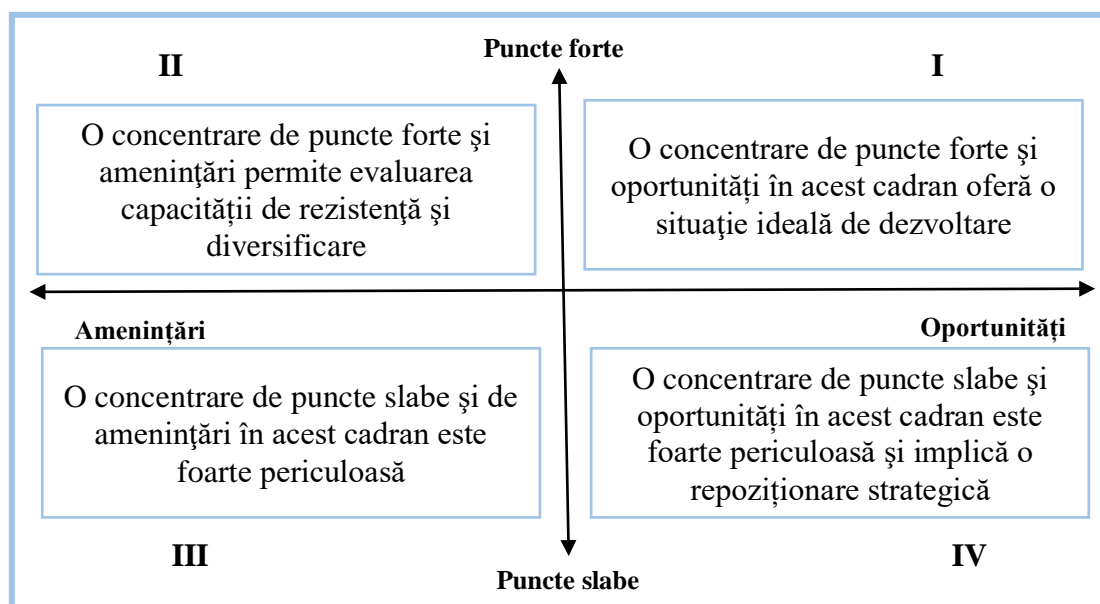 II
Puncte forte
I
O concentrare de puncte forte şi
ameninţări permite evaluarea
capacității de rezistenţă şi
diversificare
O concentrare de puncte forte şi
oportunități în acest cadran oferă o
situaţie ideală de dezvoltare
Amenințări
Oportunități
O concentrare de puncte slabe şi de
ameninţări în acest cadran este
foarte periculoasă
O concentrare de puncte slabe şi
oportunități în acest cadran este
foarte periculoasă şi implică o
repoziționare strategică
III
Puncte slabe
IV